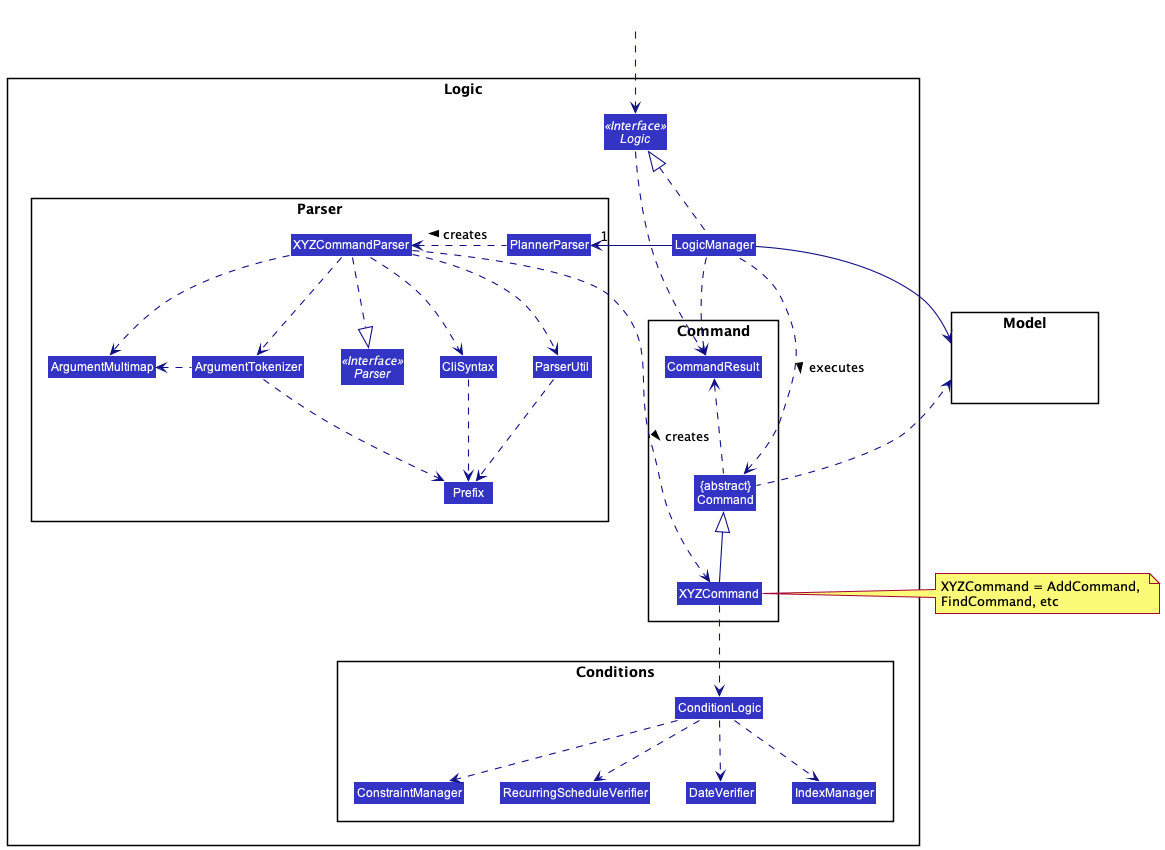 Logic
«Interface»
Logic
Parser
XYZCommandParser
creates
PlannerParser
1
LogicManager
Command
Model
ArgumentMultimap
ArgumentTokenizer
«Interface»
Parser
CliSyntax
ParserUtil
CommandResult
executes
creates
Prefix
{abstract}
Command
XYZCommand
XYZCommand = AddCommand,
FindCommand, etc
Conditions
ConditionLogic
ConstraintManager
RecurringScheduleVerifier
DateVerifier
IndexManager